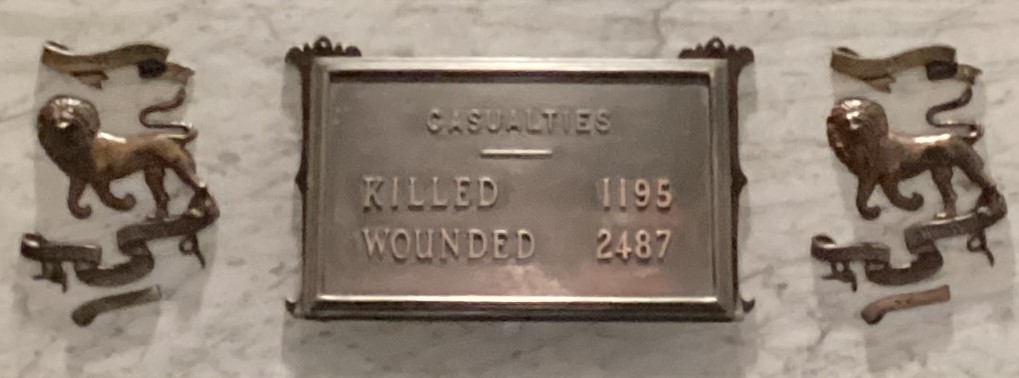 CASUALTIES
KILLED 1195
WOUNDED 2487